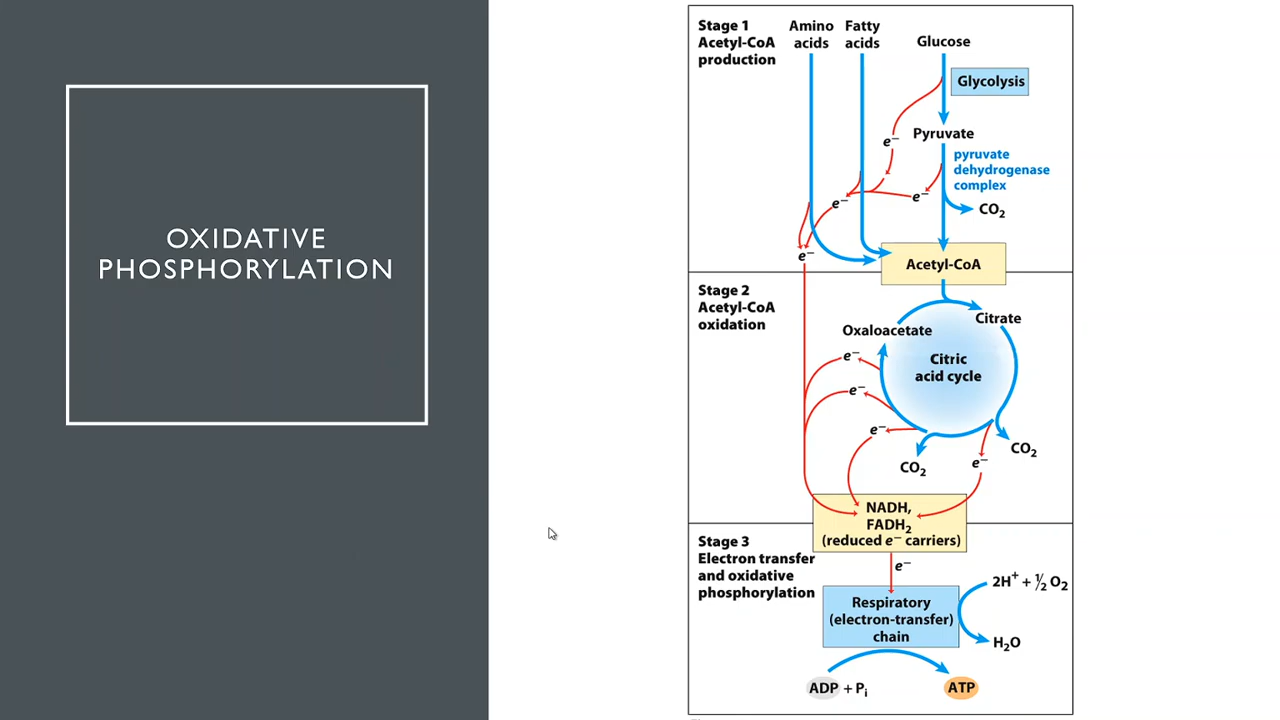 OXIDATIVE
PHOSPHORYLATION
Stage 1
Acetyl-CoA
production
Amino
acids
Fatty
acids
Glucose
Glycolysis
e⁻
Pyruvate
pyruvate
dehydrogenase
complex
e⁻
e⁻
CO₂
e⁻
Acetyl-CoA
Stage 2
Acetyl-CoA
oxidation
Oxaloacetate
Citrate
Citric
acid cycle
e⁻
e⁻
e⁻
e⁻
CO₂
CO₂
NADH,
FADH₂
(reduced e⁻ carriers)
Stage 3
Electron transfer
and oxidative
phosphorylation
e⁻
2H⁺ + ½ O₂
Respiratory
(electron-transfer)
chain
H₂O
ADP + Pᵢ
ATP